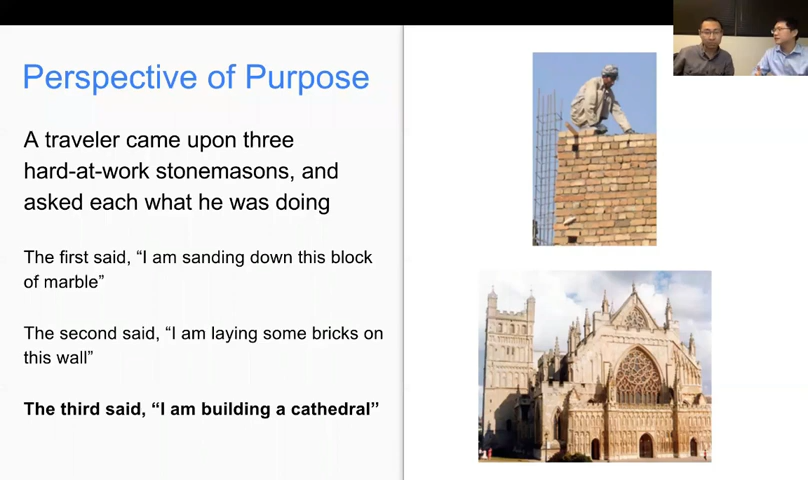 Perspective of Purpose
A traveler came upon three
hard-at-work stonemasons, and
asked each what he was doing
The first said, “I am sanding down this block
of marble”
The second said, “I am laying some bricks on
this wall”
The third said, “I am building a cathedral”